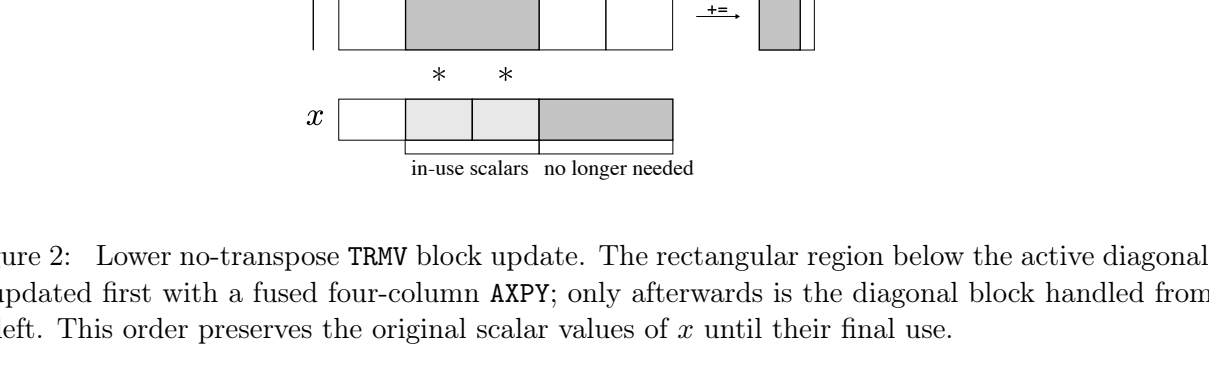 +=
* *
x
in-use scalars no longer needed
gure 2: Lower no-transpose TRMV block update. The rectangular region below the active diagonal
updated first with a fused four-column AXPY; only afterwards is the diagonal block handled from
left. This order preserves the original scalar values of x until their final use.